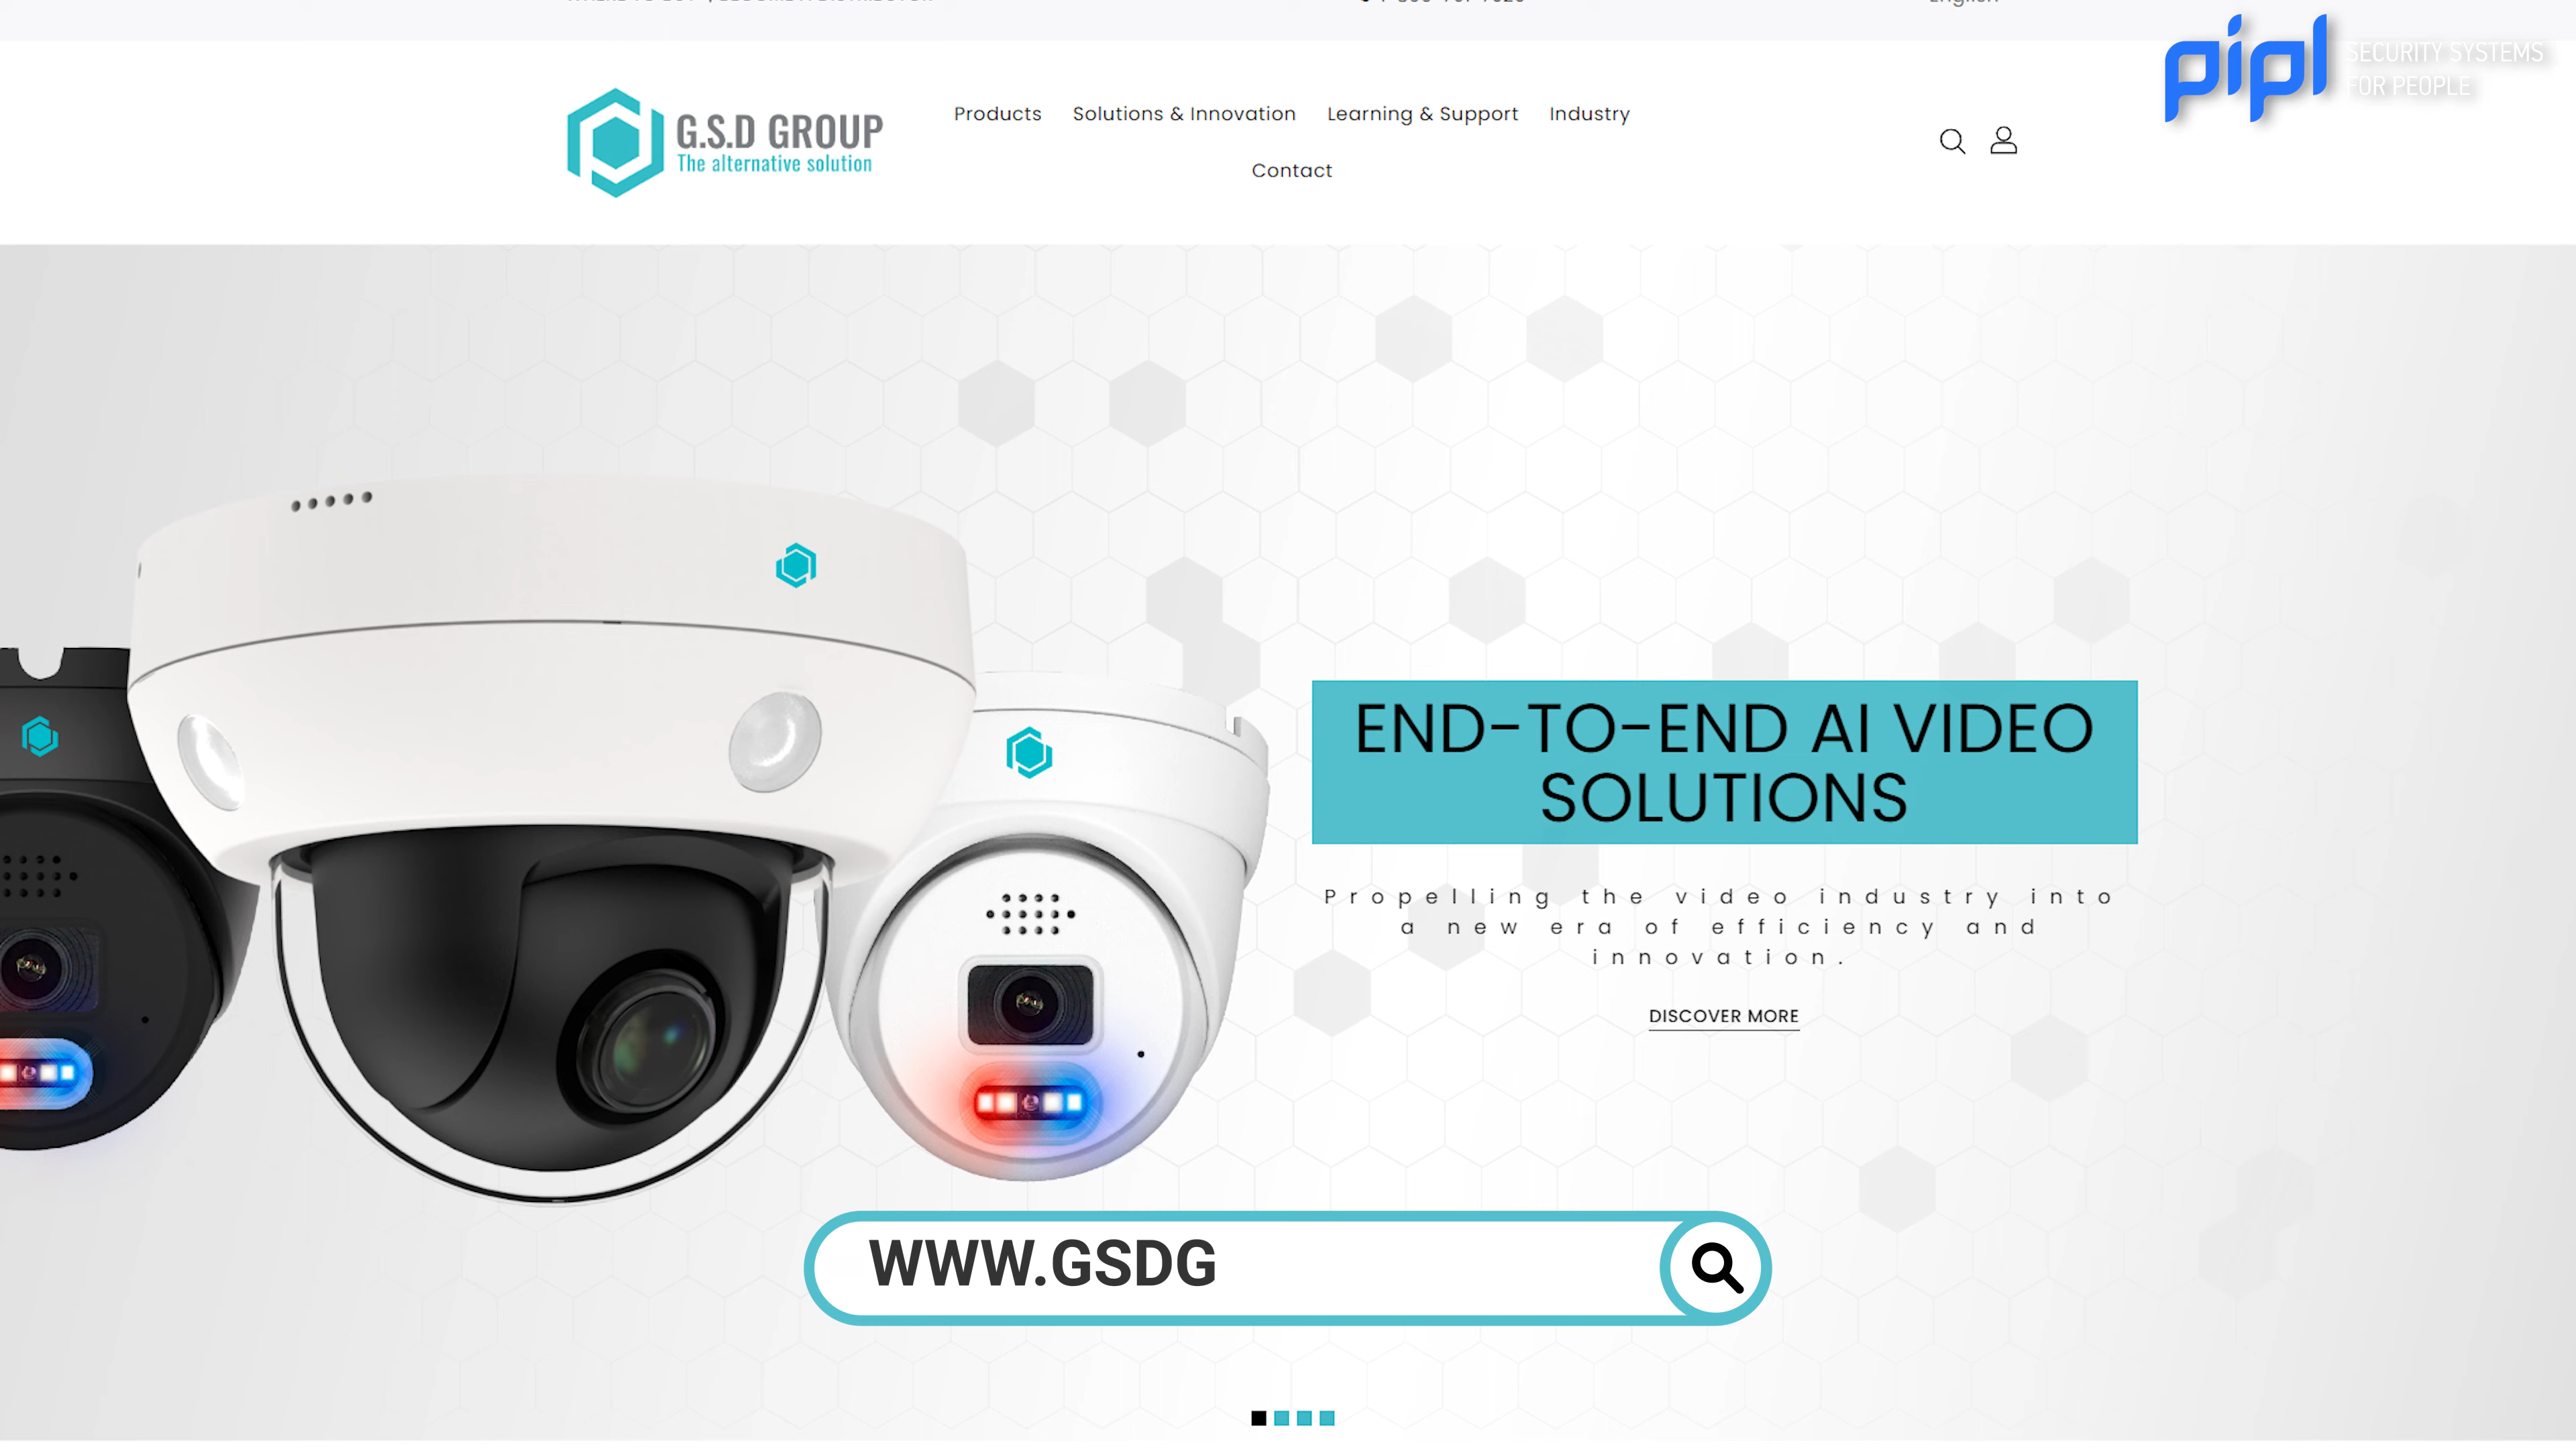 English
pipl
SECURITY SYSTEMS
FOR PEOPLE
G.S.D GROUP
The alternative solution
Products
Solutions & Innovation
Learning & Support
Industry
Contact
END-TO-END AI VIDEO
SOLUTIONS
Propelling the video industry into
a new era of efficiency and
innovation.
DISCOVER MORE
WWW.GSDG